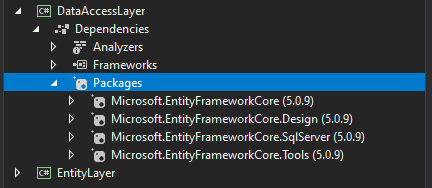 C# DataAccessLayer
Dependencies
Analyzers
Frameworks
Packages
Microsoft.EntityFrameworkCore (5.0.9)
Microsoft.EntityFrameworkCore.Design (5.0.9)
Microsoft.EntityFrameworkCore.SqlServer (5.0.9)
Microsoft.EntityFrameworkCore.Tools (5.0.9)
C# EntityLayer